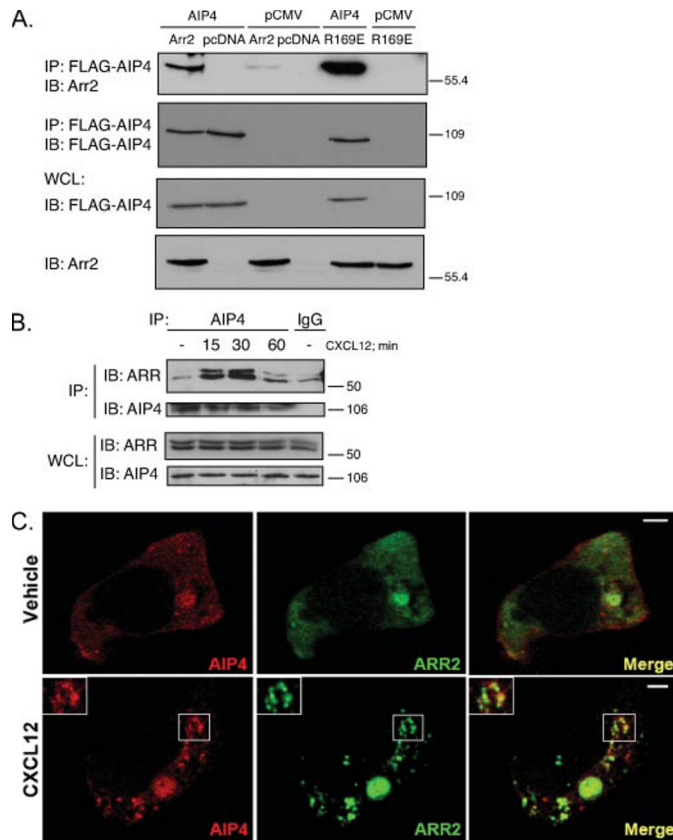 A.
AIP4 pCMV AIP4 pCMV
Arr2 pcDNA Arr2 pcDNA R169E R169E
IP: FLAG-AIP4
IB: Arr2
55.4
IP: FLAG-AIP4
IB: FLAG-AIP4
109
WCL:
IB: FLAG-AIP4
109
IB: Arr2
55.4
B.
IP: AIP4 IgG
- 15 30 60 - CXCL12; min
IP:
IB: ARR
50
IB: AIP4
106
WCL:
IB: ARR
50
IB: AIP4
106
C.
Vehicle
AIP4 ARR2 Merge
CXCL12
AIP4 ARR2 Merge